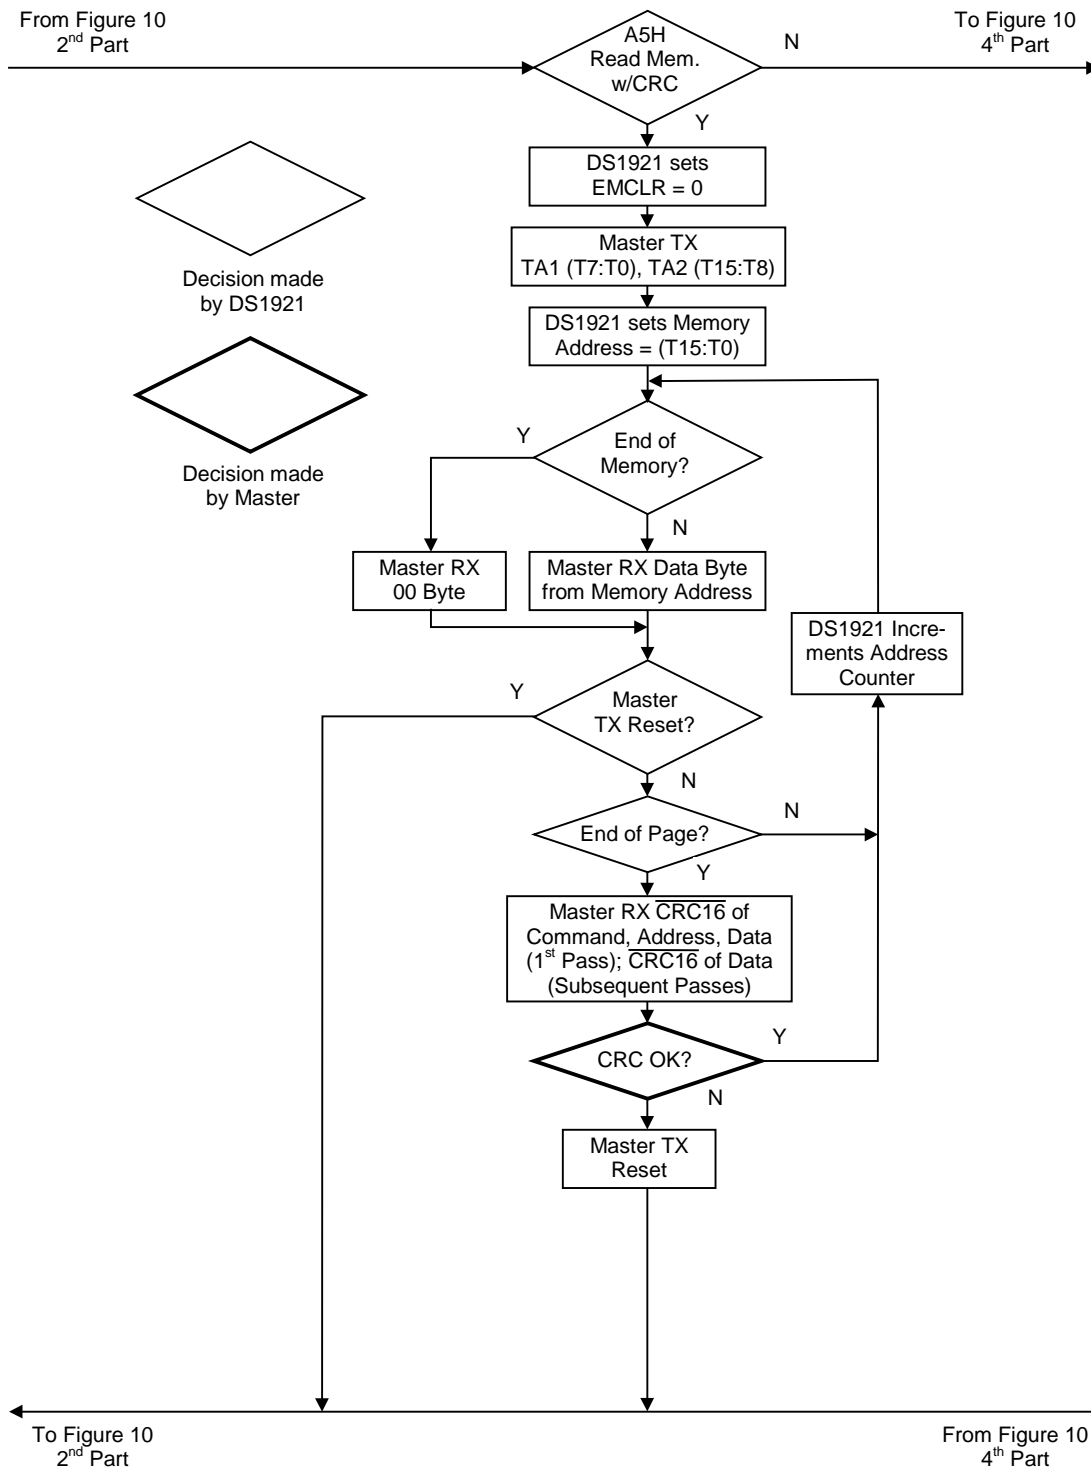 From Figure 10
2nd Part
A5H
Read Mem.
w/CRC
N
To Figure 10
4th Part
Y
DS1921 sets
EMCLR = 0
Master TX
TA1 (T7:T0), TA2 (T15:T8)
Decision made
by DS1921
DS1921 sets Memory
Address = (T15:T0)
Y
End of
Memory?
Decision made
by Master
N
Master RX
00 Byte
Master RX Data Byte
from Memory Address
DS1921 Incre-
ments Address
Counter
Y
Master
TX Reset?
N
End of Page?
N
Y
Master RX CRC16 of
Command, Address, Data
(1st Pass); CRC16 of Data
(Subsequent Passes)
CRC OK?
Y
N
Master TX
Reset
To Figure 10
2nd Part
From Figure 10
4th Part